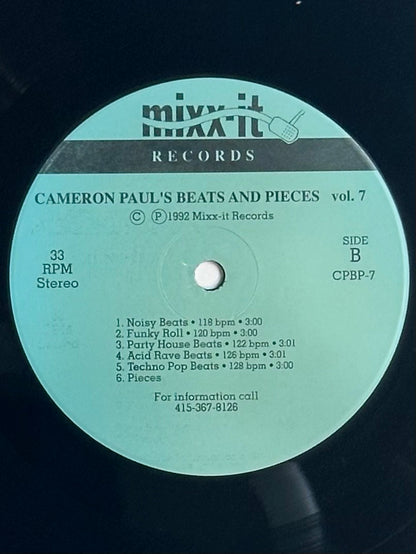 mixx-it
RECORDS
CAMERON PAUL'S BEATS AND PIECES vol. 7
© Ⓟ1992 Mixx-it Records
33
RPM
Stereo
SIDE
B
CPBP-7
1. Noisy Beats • 118 bpm • 3:00
2. Funky Roll • 120 bpm • 3:00
3. Party House Beats • 122 bpm • 3:01
4. Acid Rave Beats • 126 bpm • 3:01
5. Techno Pop Beats • 128 bpm • 3:00
6. Pieces
For information call
415-367-8126